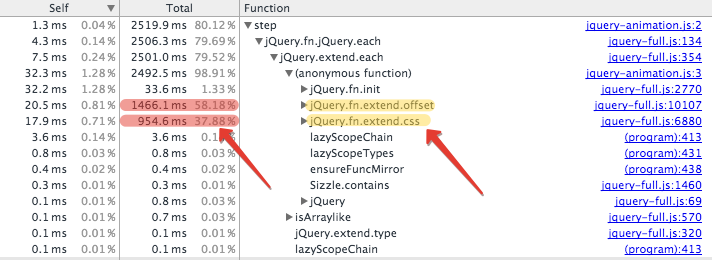 Self Total Function
1.3 ms 0.04 % 2519.9 ms 80.12 % step jquery-animation.js:2
4.3 ms 0.14 % 2506.3 ms 79.69 % jQuery.fn.jQuery.each jquery-full.js:134
7.5 ms 0.24 % 2501.0 ms 79.52 % jQuery.extend.each jquery-full.js:354
32.3 ms 1.28 % 2492.5 ms 98.91 % (anonymous function) jquery-animation.js:3
32.2 ms 1.28 % 33.6 ms 1.33 % jQuery.fn.init jquery-full.js:2770
20.5 ms 0.81 % 1466.1 ms 58.18 % jQuery.fn.extend.offset jquery-full.js:10107
17.9 ms 0.71 % 954.6 ms 37.88 % jQuery.fn.extend.css jquery-full.js:6880
3.6 ms 0.14 % 3.6 ms lazyScopeChain (program):413
0.8 ms 0.03 % 0.8 ms 0.03 % lazyScopeTypes (program):431
0.4 ms 0.02 % 0.4 ms 0.02 % ensureFuncMirror (program):438
0.3 ms 0.01 % 0.3 ms 0.01 % Sizzle.contains jquery-full.js:1460
0.1 ms 0.01 % 0.8 ms 0.03 % jQuery jquery-full.js:69
0.1 ms 0.01 % 0.7 ms 0.03 % isArraylike jquery-full.js:570
0.1 ms 0.01 % 0.1 ms 0.01 % jQuery.extend.type jquery-full.js:320
0.1 ms 0.01 % 0.1 ms 0.01 % lazyScopeChain (program):413